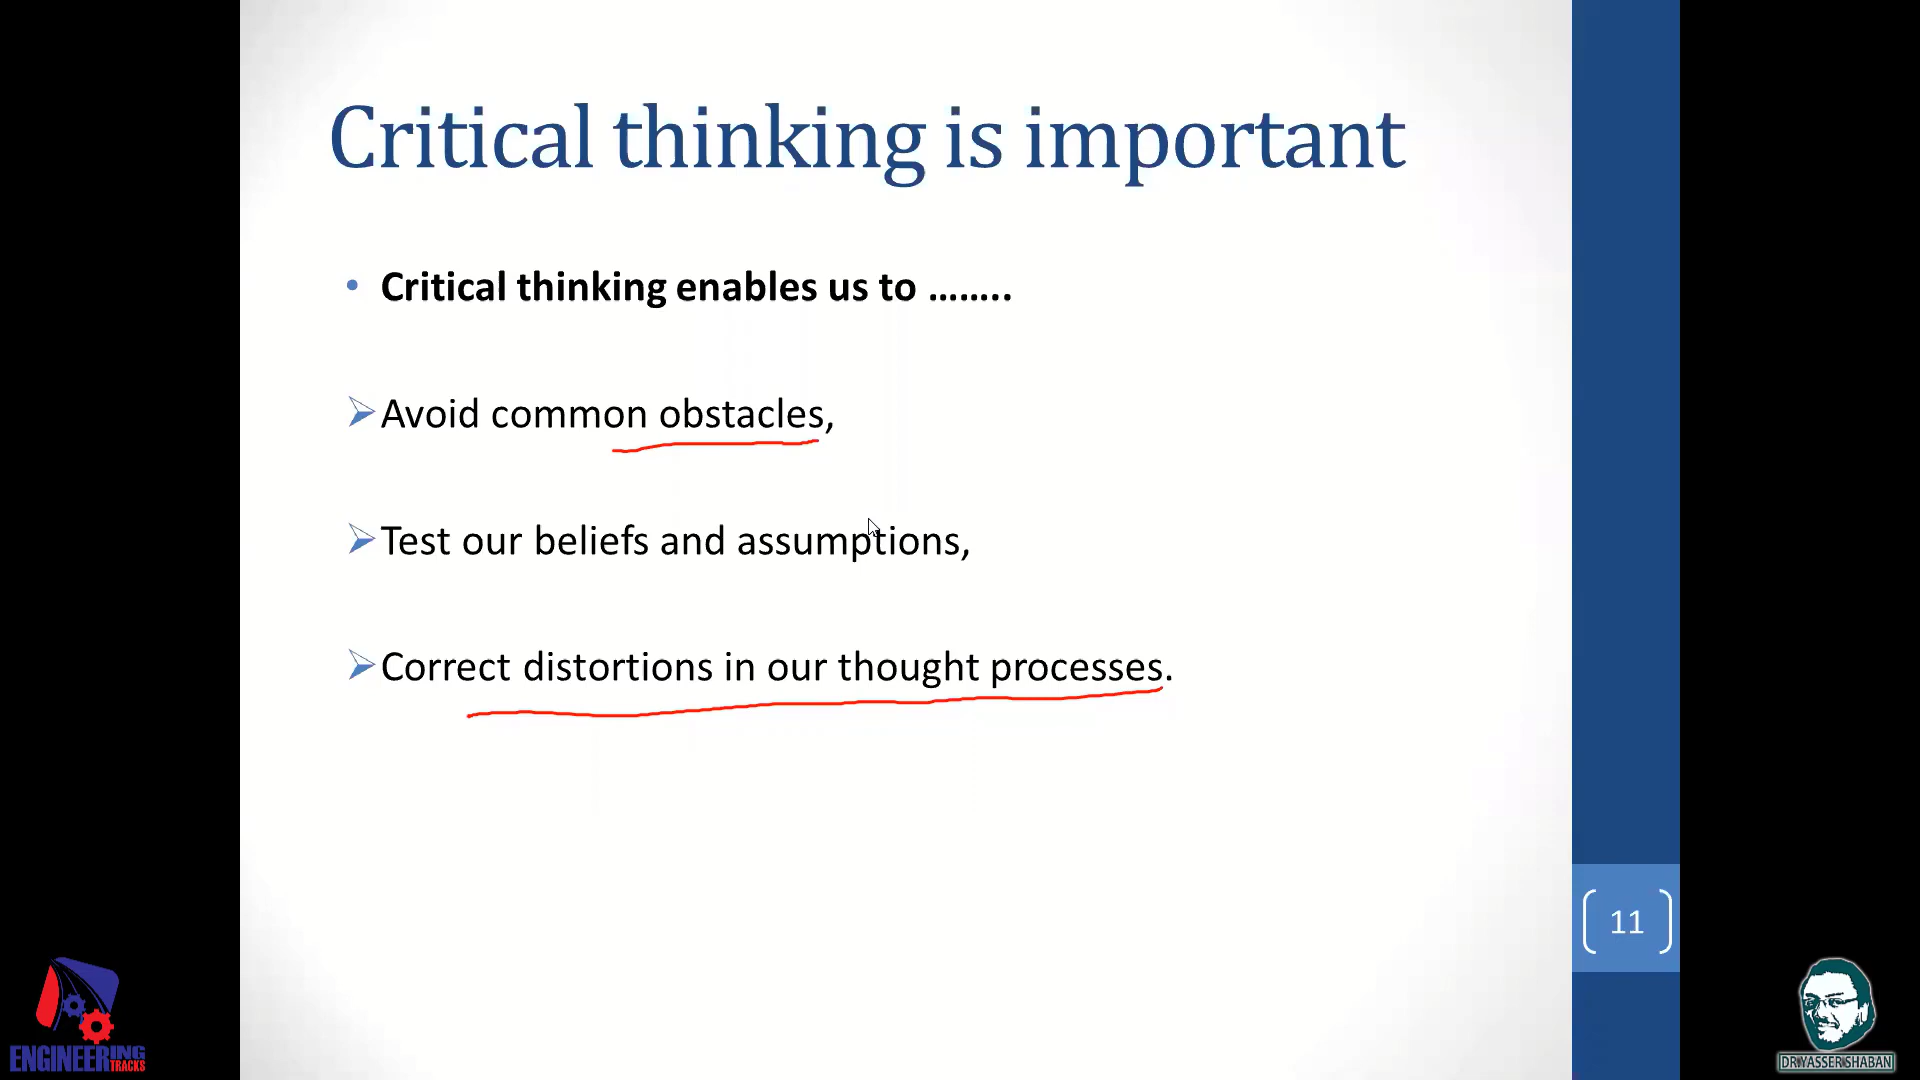 Critical thinking is important
• Critical thinking enables us to ........
Avoid common obstacles,
Test our beliefs and assumptions,
Correct distortions in our thought processes.
11
ENGINEERING
TRACKS
DR YASSER SHABAN